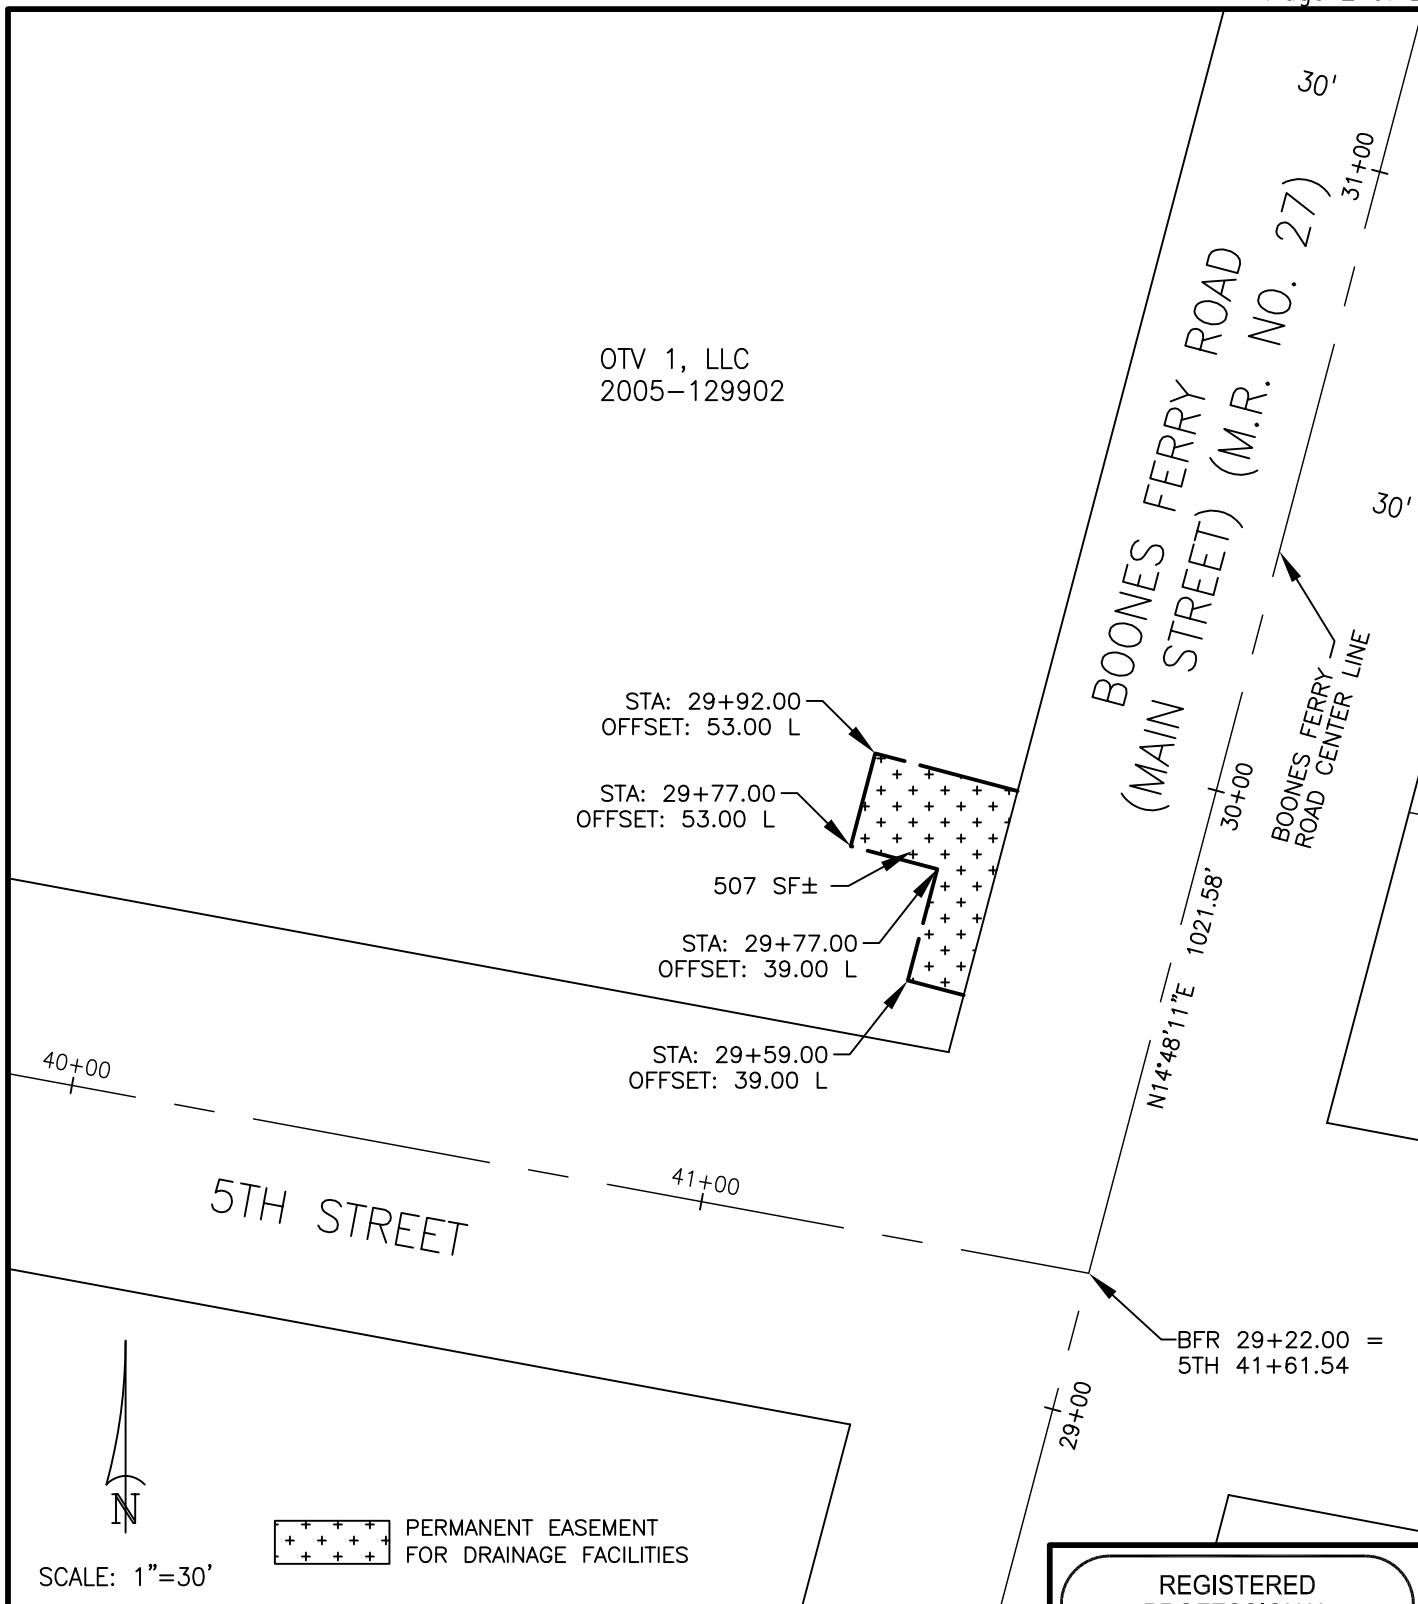 30'
31+00
BOONES FERRY ROAD
(MAIN STREET) (M.R. NO. 27)
OTV 1, LLC
2005-129902
30'
BOONES FERRY
ROAD CENTER LINE
STA: 29+92.00
OFFSET: 53.00 L
STA: 29+77.00
OFFSET: 53.00 L
30+00
507 SF±
STA: 29+77.00
OFFSET: 39.00 L
N14°48'11"E 1021.58'
STA: 29+59.00
OFFSET: 39.00 L
40+00
41+00
5TH STREET
BFR 29+22.00 =
5TH 41+61.54
29+00
N
PERMANENT EASEMENT
FOR DRAINAGE FACILITIES
SCALE: 1"=30'
REGISTERED